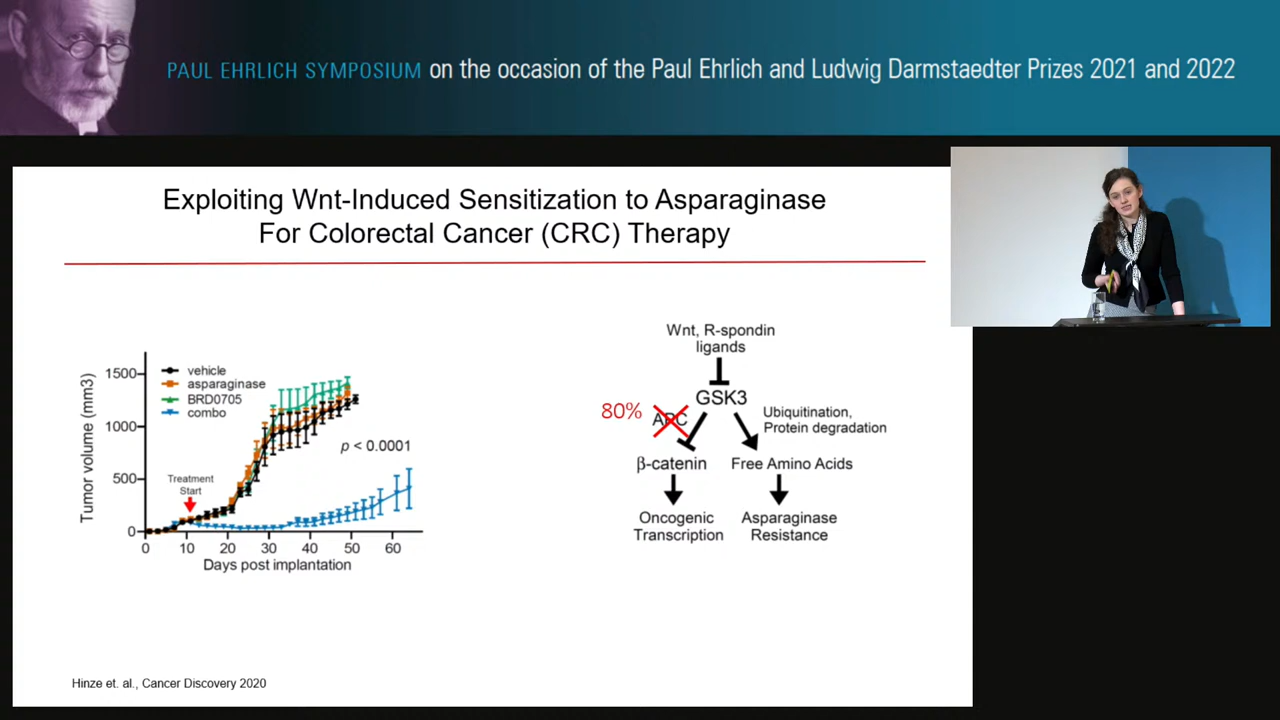 PAUL EHRLICH SYMPOSIUM on the occasion of the Paul Ehrlich and Ludwig Darmstaedter Prizes 2021 and 2022
Exploiting Wnt-Induced Sensitization to Asparaginase
For Colorectal Cancer (CRC) Therapy
Tumor volume (mm3)
1500
1000
500
0
vehicle
asparaginase
BRD0705
combo
p < 0.0001
Treatment
Start
0 10 20 30 40 50 60
Days post implantation
Wnt, R-spondin
ligands
GSK3
80% APC
Ubiquitination,
Protein degradation
β-catenin
Free Amino Acids
Oncogenic
Transcription
Asparaginase
Resistance
Hinze et. al., Cancer Discovery 2020